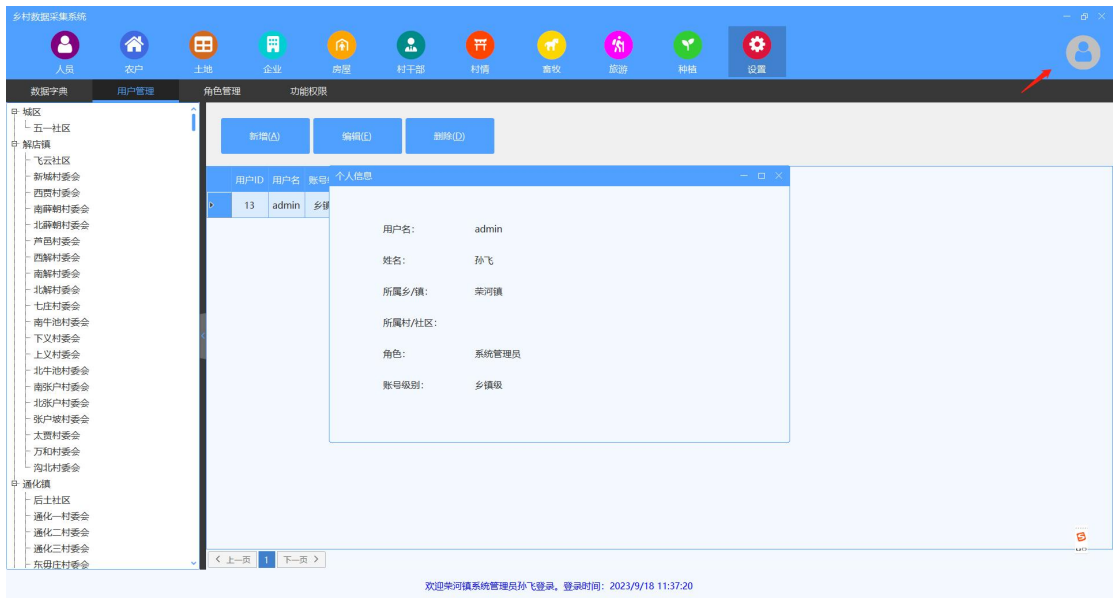 乡村数据采集系统
人员 农户 土地 企业 房屋 村干部 村情 畜牧 旅游 种植 设置
数据字典 用户管理 角色管理 功能权限
城区
五一社区
解店镇
飞云社区
新城村委会
西贾村委会
南薛朝村委会
北薛朝村委会
芦邑村委会
西解村委会
南解村委会
北解村委会
七庄村委会
南牛池村委会
下义村委会
上义村委会
北牛池村委会
南张户村委会
北张户村委会
张户坡村委会
太贾村委会
万和村委会
沟北村委会
通化镇
后土社区
通化一村委会
通化二村委会
通化三村委会
东毋庄村委会
新增(A) 编辑(E) 删除(D)
用户ID 用户名 账号
13 admin 乡镇
个人信息
用户名: admin
姓名: 孙飞
所属乡/镇: 荣河镇
所属村/社区:
角色: 系统管理员
账号级别: 乡镇级
上一页 1 下一页
欢迎荣河镇系统管理员孙飞登录。登录时间：2023/9/18 11:37:20